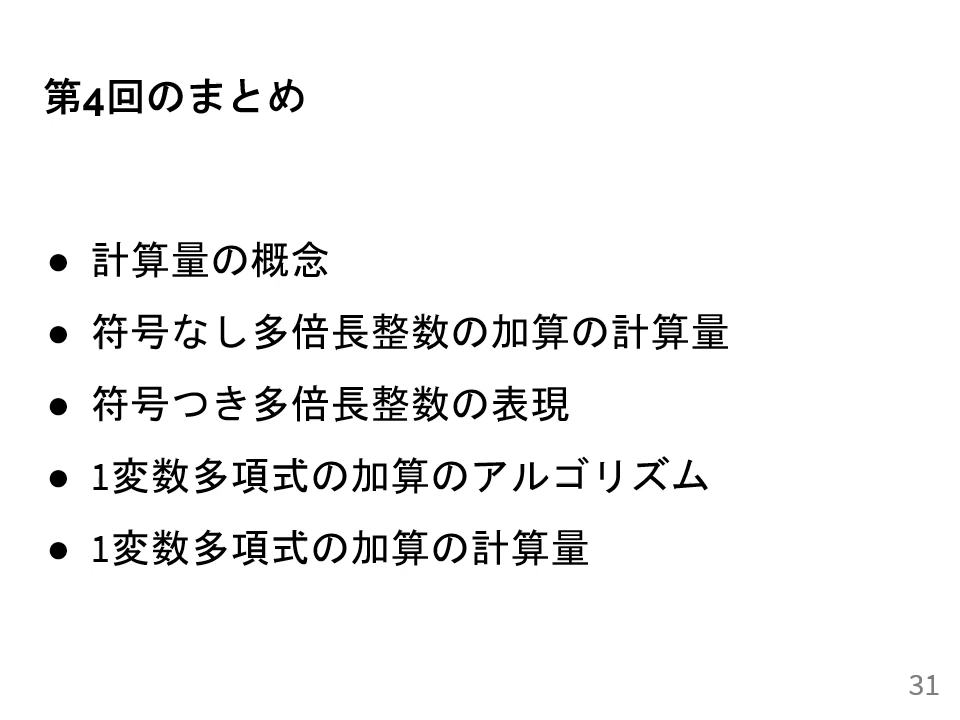 第4回のまとめ
● 計算量の概念
● 符号なし多倍長整数の加算の計算量
● 符号つき多倍長整数の表現
● 1変数多項式の加算のアルゴリズム
● 1変数多項式の加算の計算量
31